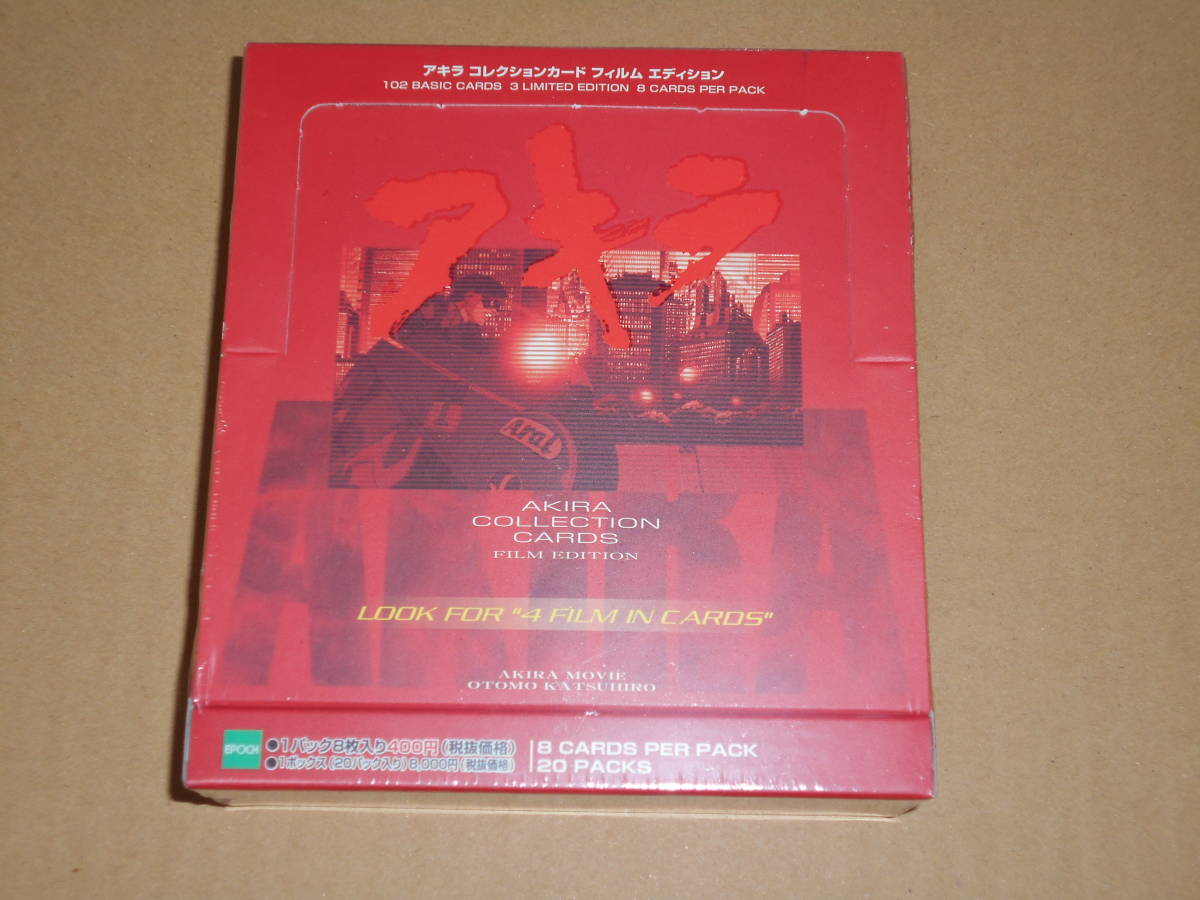 アキラ コレクションカード フィルム エディション
102 BASIC CARDS 3 LIMITED EDITION 8 CARDS PER PACK
アキラ
Arai
AKIRA
COLLECTION
CARDS
FILM EDITION
AKIRA
LOOK FOR "4 FILM IN CARDS"
AKIRA MOVIE
OTOMO KATSUHIRO
EPOCH
●1パック8枚入り400円(税抜価格)
●1ボックス(20パック入り)8,000円(税抜価格)
8 CARDS PER PACK
20 PACKS